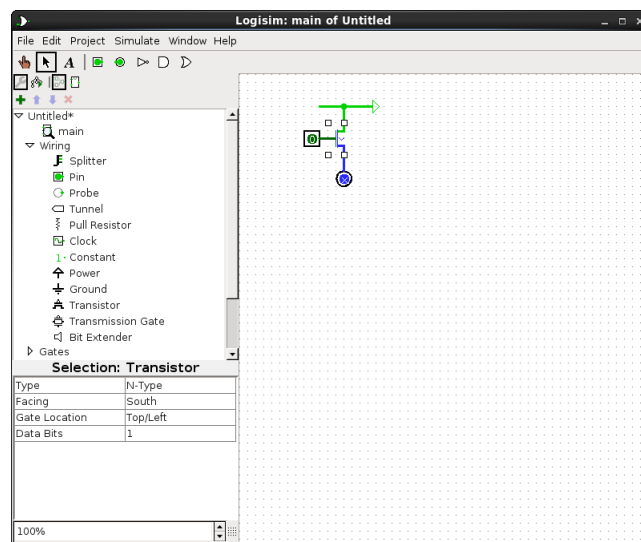 Logisim: main of Untitled
File Edit Project Simulate Window Help
A
Untitled*
main
Wiring
Splitter
Pin
Probe
Tunnel
Pull Resistor
Clock
1 Constant
Power
Ground
Transistor
Transmission Gate
Bit Extender
Gates
Selection: Transistor
Type N-Type
Facing South
Gate Location Top/Left
Data Bits 1
100%
0
x